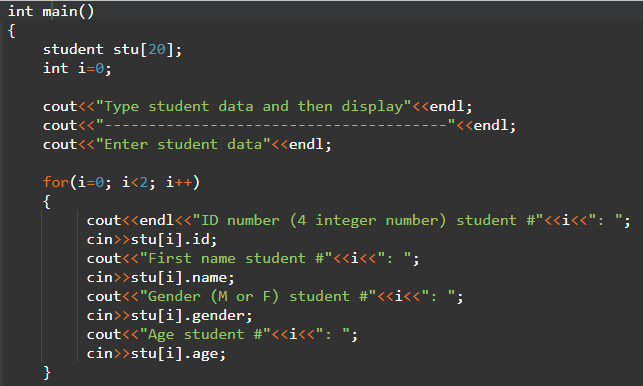 int main()
{
    student stu[20];
    int i=0;

    cout<<"Type student data and then display"<<endl;
    cout<<"---------------------------------------"<<endl;
    cout<<"Enter student data"<<endl;

    for(i=0; i<2; i++)
    {
         cout<<endl<<"ID number (4 integer number) student #"<<i<<": ";
         cin>>stu[i].id;
         cout<<"First name student #"<<i<<": ";
         cin>>stu[i].name;
         cout<<"Gender (M or F) student #"<<i<<": ";
         cin>>stu[i].gender;
         cout<<"Age student #"<<i<<": ";
         cin>>stu[i].age;
    }